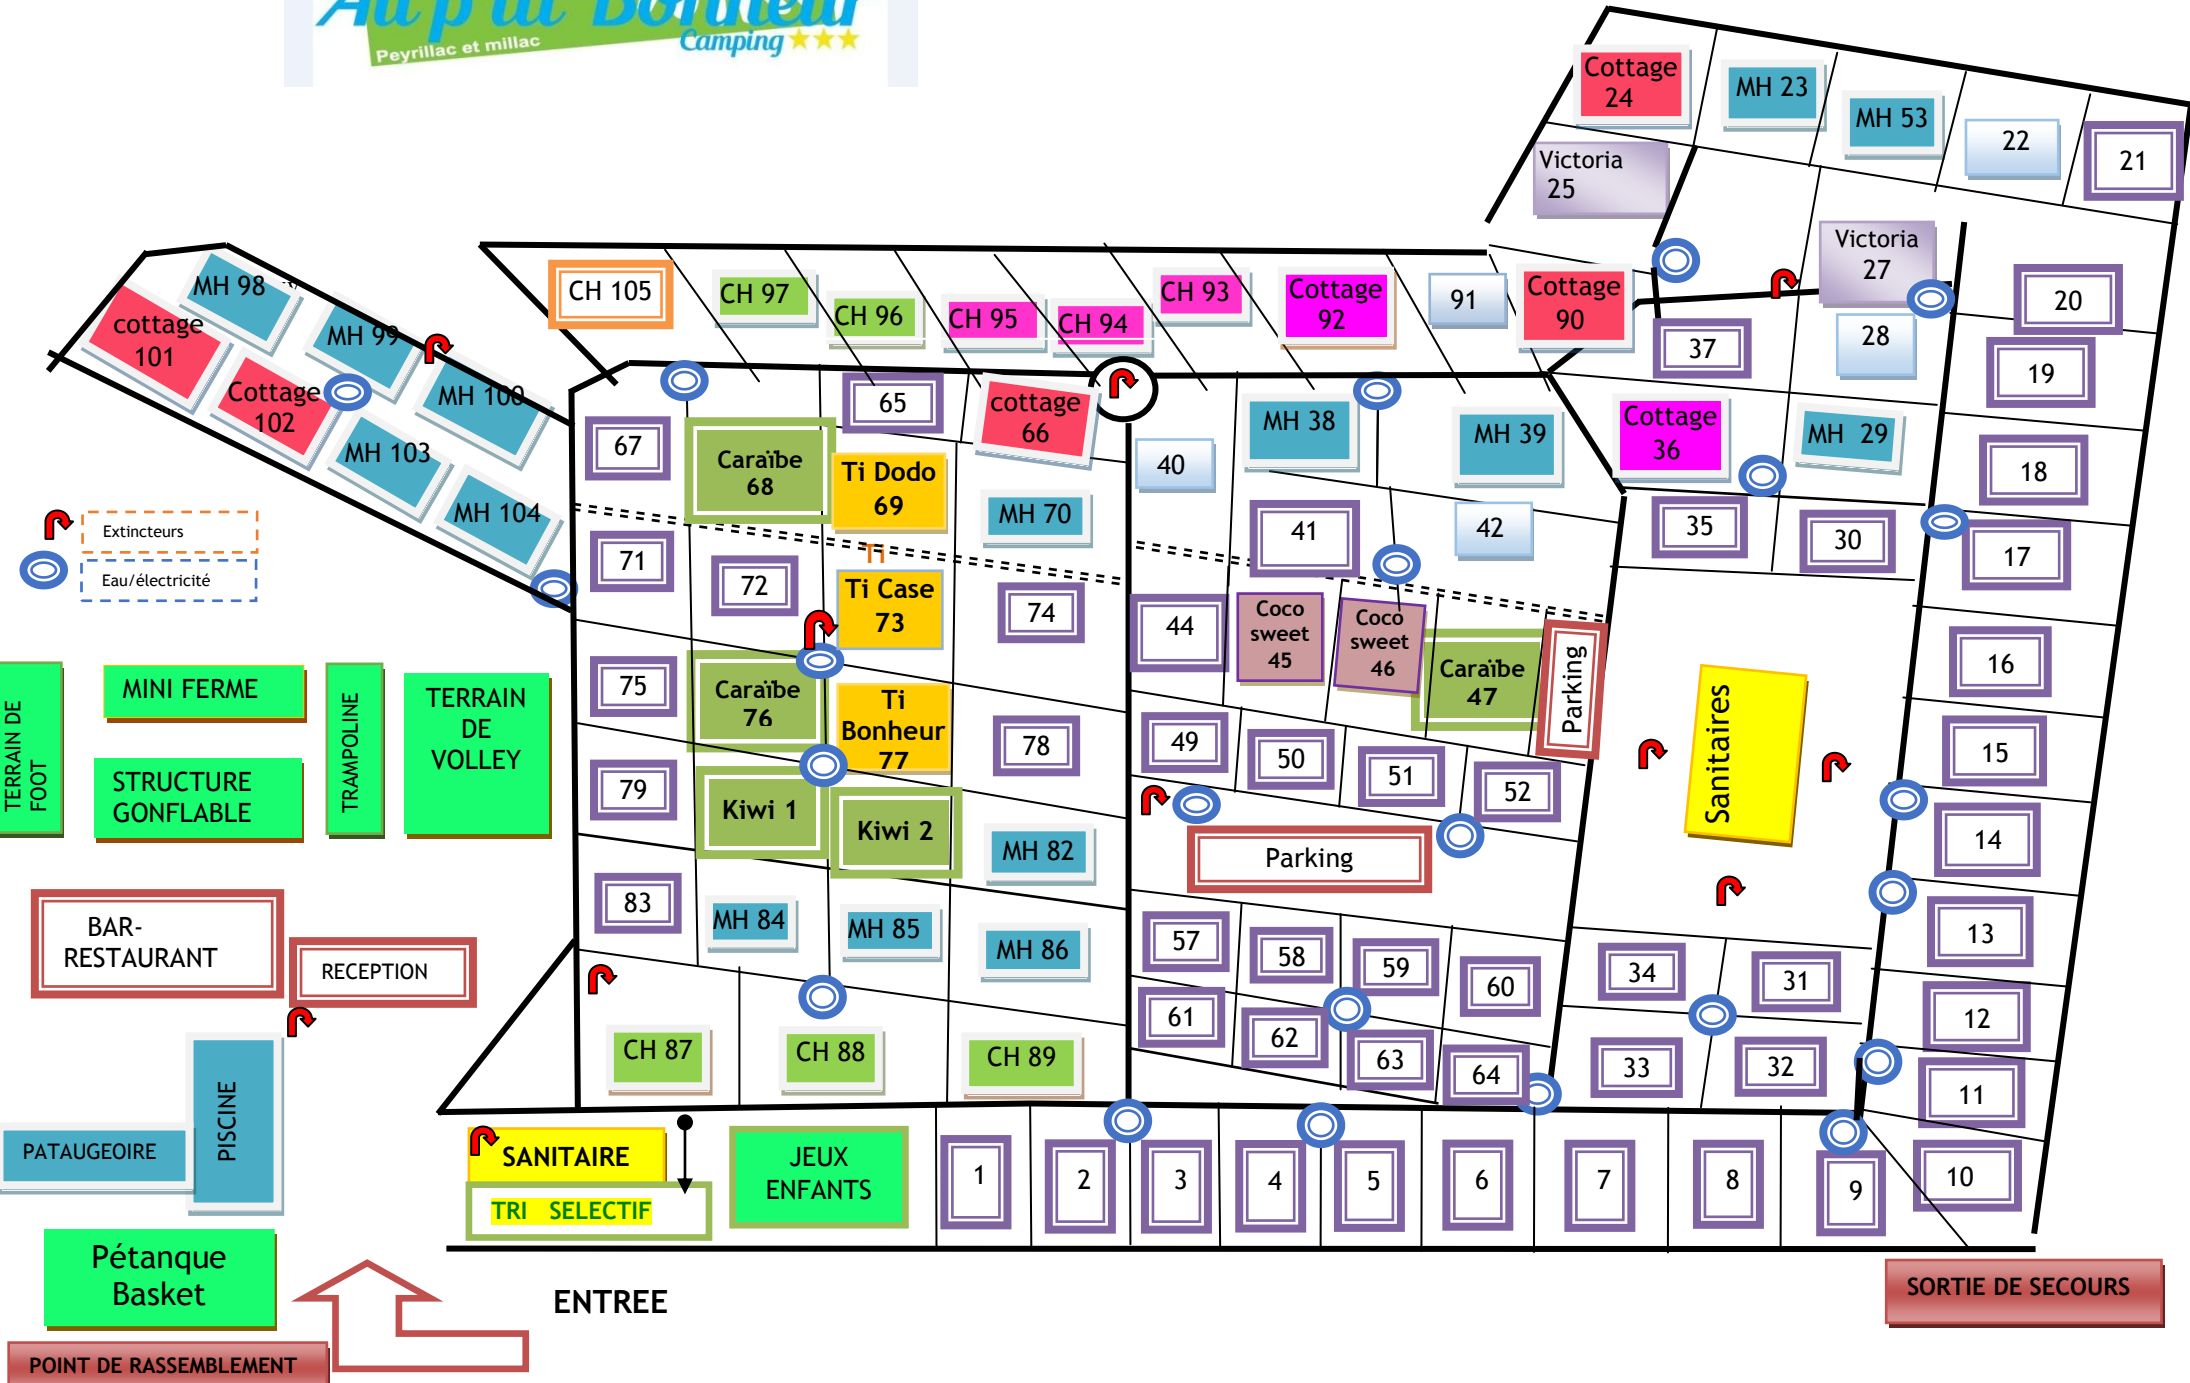 Au p'tit Bonheur
Camping
Peyrillac et millac
Cottage
24
MH 23
MH 53
22
21
Victoria
25
Victoria
27
28
20
19
18
17
16
15
14
13
12
11
10
CH 105
CH 97
CH 96
CH 95
CH 94
CH 93
Cottage
92
91
Cottage
90
37
Cottage
36
MH 29
35
30
MH 98
MH 99
MH 100
cottage
101
Cottage
102
MH 103
MH 104
Extincteurs
Eau/électricité
67
Caraïbe
68
65
Ti Dodo
69
cottage
66
MH 70
71
72
Ti
Ti Case
73
74
75
Caraïbe
76
Ti
Bonheur
77
78
79
Kiwi 1
Kiwi 2
MH 82
83
MH 84
MH 85
MH 86
CH 87
CH 88
CH 89
40
MH 38
MH 39
41
42
44
Coco
sweet
45
Coco
sweet
46
Caraïbe
47
Parking
49
50
51
52
Parking
57
58
59
60
61
62
63
64
Sanitaires
34
31
33
32
TERRAIN DE
FOOT
MINI FERME
STRUCTURE
GONFLABLE
TRAMPOLINE
TERRAIN
DE
VOLLEY
BAR-
RESTAURANT
RECEPTION
PISCINE
PATAUGEOIRE
SANITAIRE
TRI SELECTIF
JEUX
ENFANTS
1
2
3
4
5
6
7
8
9
Pétanque
Basket
ENTREE
POINT DE RASSEMBLEMENT
SORTIE DE SECOURS